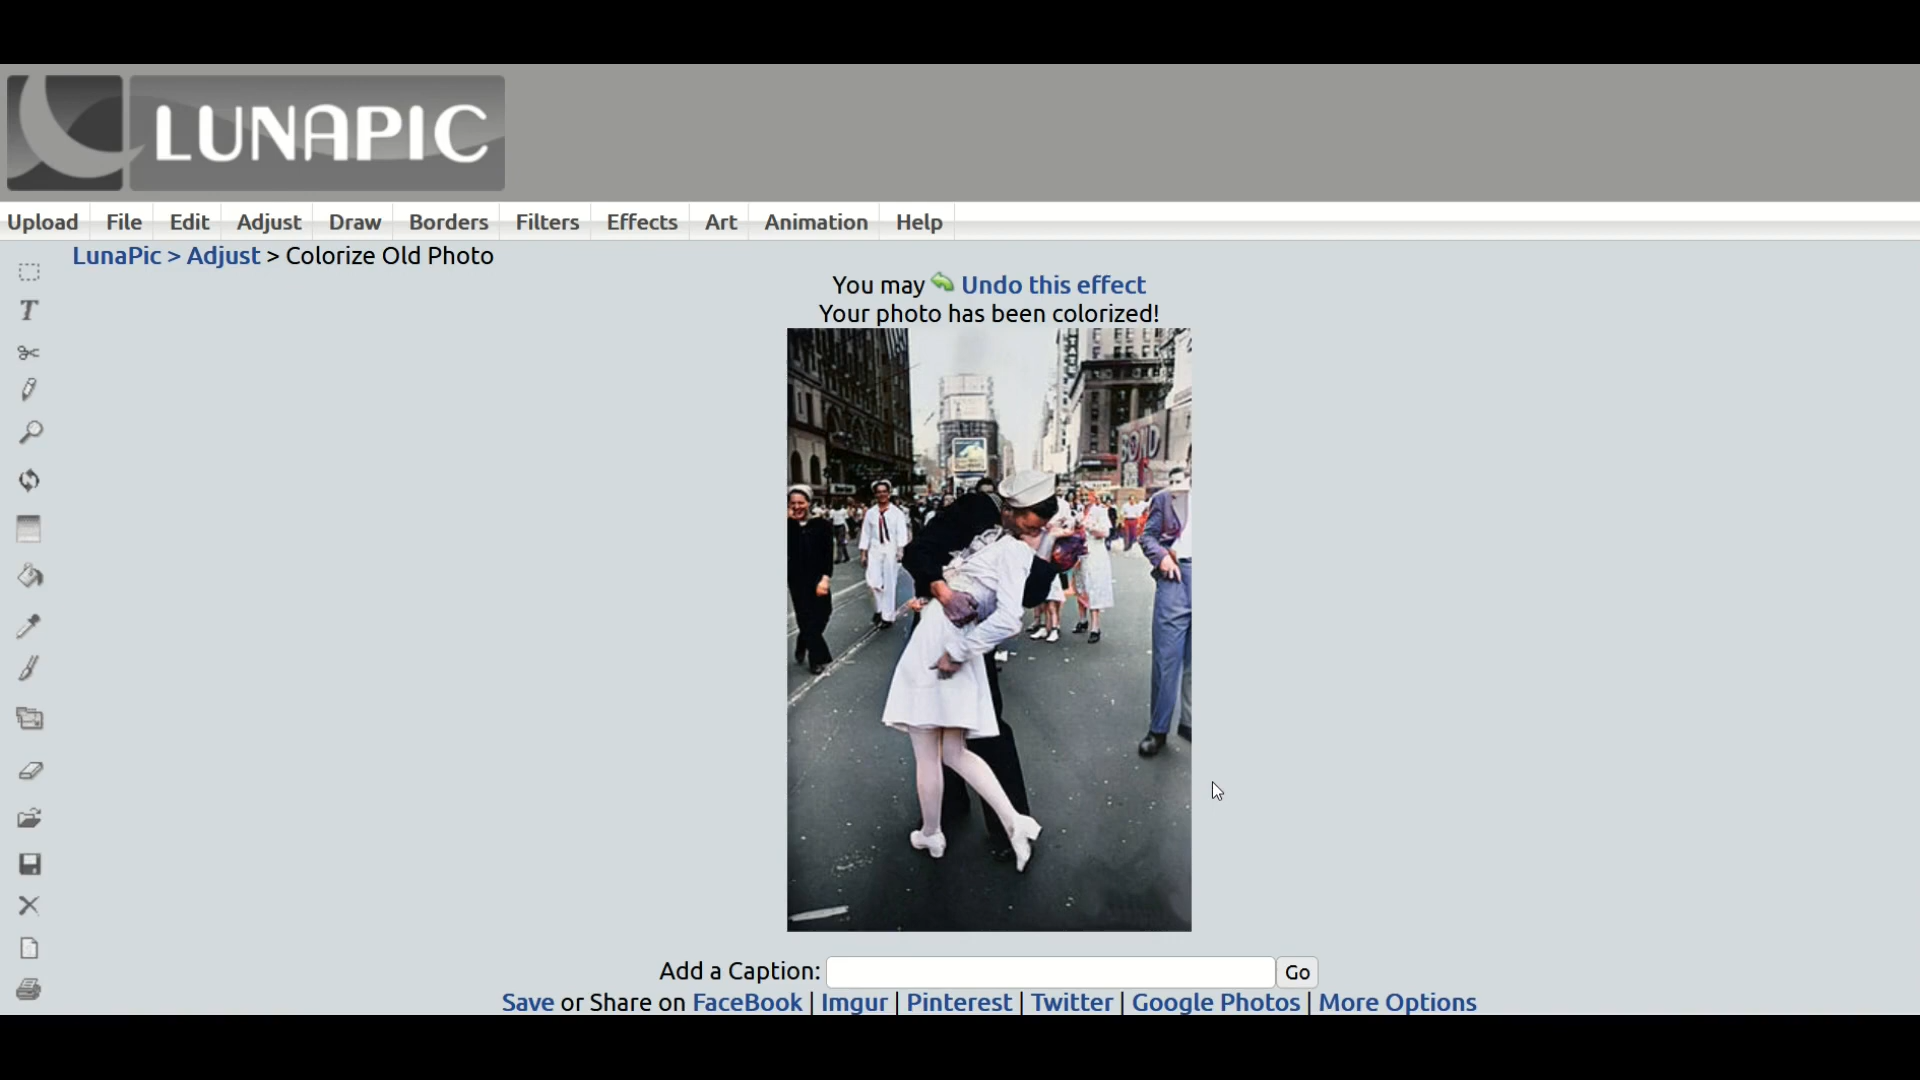 LUNAPIC
Upload File Edit Adjust Draw Borders Filters Effects Art Animation Help
LunaPic > Adjust > Colorize Old Photo
You may Undo this effect
Your photo has been colorized!
BOND
Add a Caption: Go
Save or Share on FaceBook | Imgur | Pinterest | Twitter | Google Photos | More Options